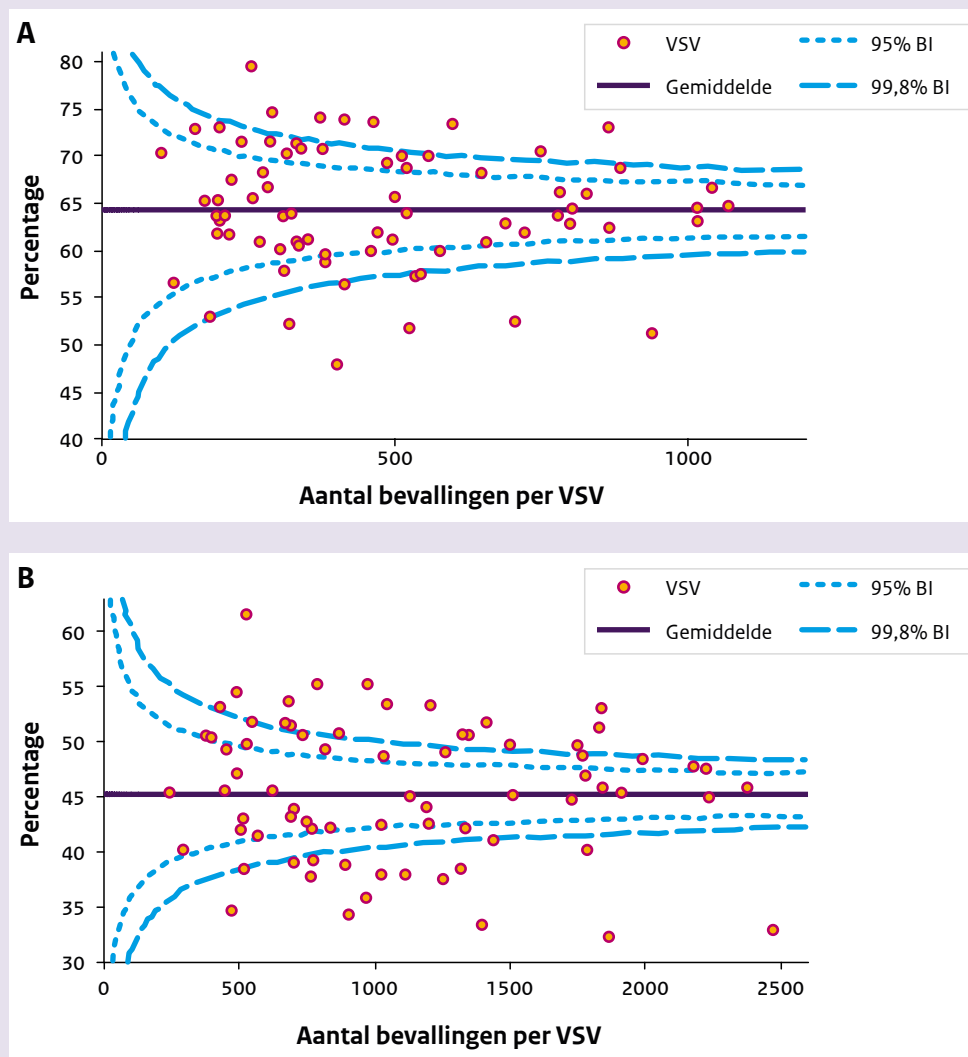 A
VSV
95% BI
Gemiddelde
99,8% BI
Percentage
80
75
70
65
60
55
50
45
40
0
500
1000
Aantal bevallingen per VSV
B
VSV
95% BI
Gemiddelde
99,8% BI
Percentage
60
55
50
45
40
35
30
0
500
1000
1500
2000
2500
Aantal bevallingen per VSV